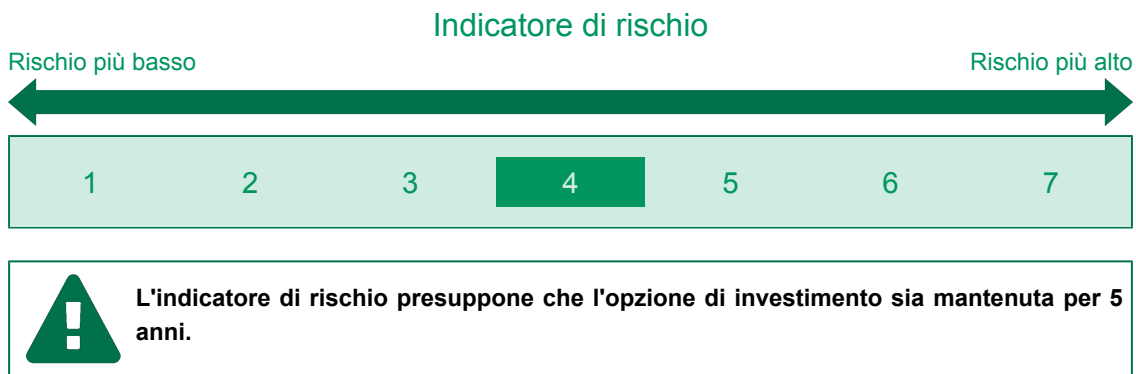 Indicatore di rischio
Rischio più basso Rischio più alto
1 2 3 4 5 6 7
L'indicatore di rischio presuppone che l'opzione di investimento sia mantenuta per 5
anni.